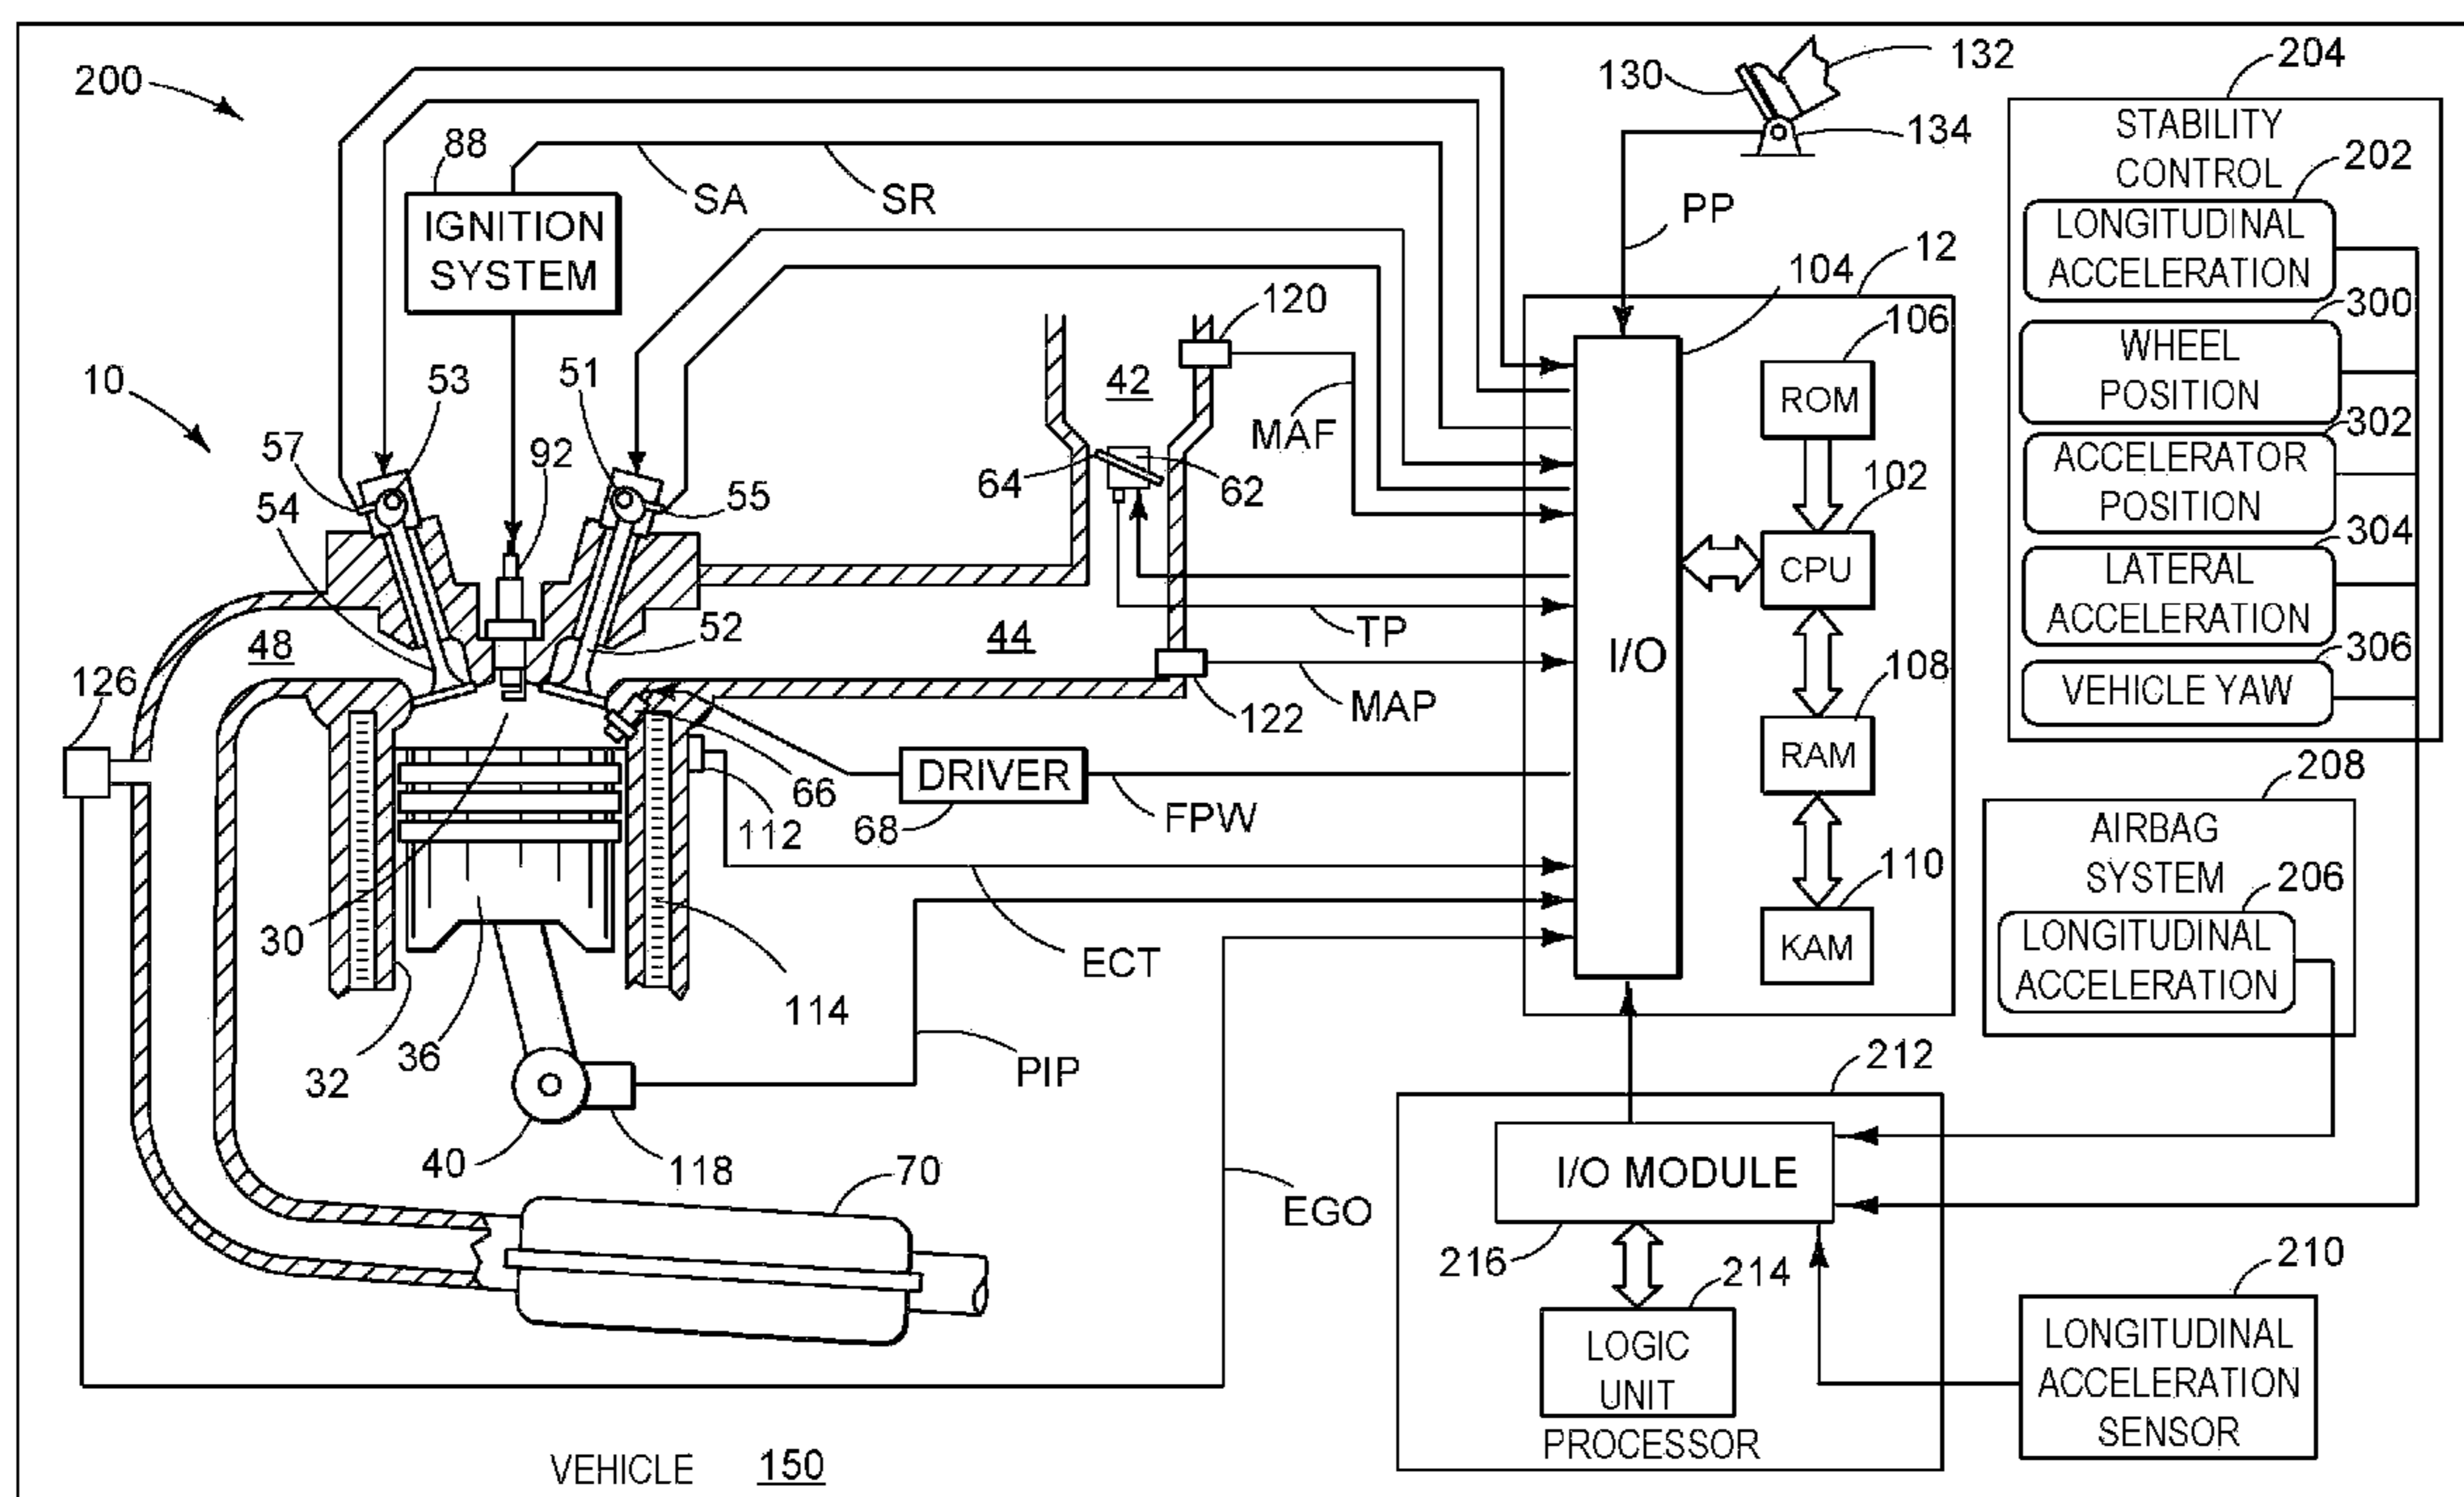 200
88
IGNITION
SYSTEM
SA
SR
130
132
134
PP
204
STABILITY
CONTROL
202
LONGITUDINAL
ACCELERATION
300
WHEEL
POSITION
302
ACCELERATOR
POSITION
304
LATERAL
ACCELERATION
306
VEHICLE YAW
12
104
106
ROM
102
CPU
108
RAM
110
KAM
I/O
120
42
MAF
64
62
TP
MAP
122
10
53
51
57
92
55
54
52
48
44
126
66
112
DRIVER
68
FPW
30
36
32
114
ECT
PIP
40
118
70
EGO
208
AIRBAG
SYSTEM
206
LONGITUDINAL
ACCELERATION
212
I/O MODULE
216
214
LOGIC
UNIT
PROCESSOR
210
LONGITUDINAL
ACCELERATION
SENSOR
VEHICLE 150